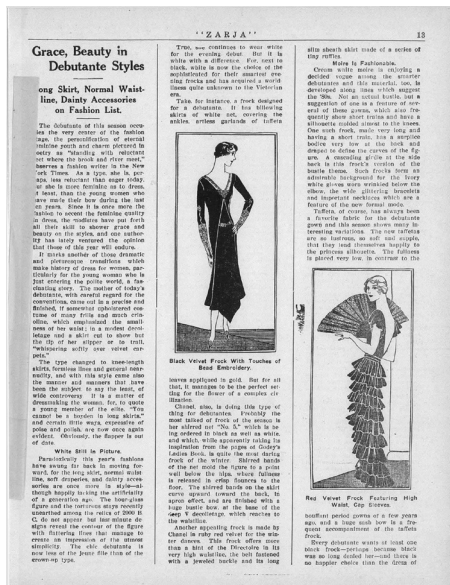 "ZARJA"
13
Grace, Beauty in
Debutante Styles
ong Skirt, Normal Waist-
line, Dainty Accessories
on Fashion List.
The debutante of this season occu-
ies the very center of the fashion
tage, the personification of eternal
eminine youth and charm pictured in
oetry as "standing with reluctant
eet where the brook and river meet,"
bserves a fashion writer in the New
ork Times. As a type, she is, per-
aps, less reluctant than eager today,
ut she is more feminine as to dress,
t least, than the young women who
ave made their bow during the last
en years. Since it is once more the
fashion to accent the feminine quality
in dress, the modistes have put forth
all their skill to shower grace and
beauty on the styles, and one author-
ity has lately ventured the opinion
that those of this year will endure.
It marks another of those dramatic
and picturesque transitions which
make history of dress for women, par-
ticularly for the young woman who is
just entering the polite world, a fas-
cinating story. The mother of today's
debutante, with careful regard for the
conventions, came out in a precise and
finished, if somewhat upholstered cos-
tume of many frills and much crin-
oline, which emphasized the small-
ness of her waist; in a modest decol-
letage and a skirt cut to show but
the tip of her slipper or to trail,
"whispering softly over velvet car-
pets."
The type changed to knee-length
skirts, formless lines and general near-
nudity, and with this style came also
the manner and manners that have
been the subject to say the least, of
wide controversy. It is a matter of
dressmaking the woman, for, to quote
a young member of the elite, "You
cannot be a hoyden in long skirts,"
and certain little ways, expressive of
poise and polish, are now once again
evident. Obviously, the flapper is out
of date.
White Still in Picture.
Paradoxically this year's fashions
have swung far back in moving for-
ward, for the long skirt, normal waist
line, soft draperies, and dainty acces-
sories are once more in style—al-
though happily lacking the artificiality
of a generation ago. The hour-glass
figure and the tortuous stays recently
unearthed among the relics of 2000 B.
C. do not appear but last minute de-
signs reveal the contour of the figure
with flattering lines that manage to
create an impression of the utmost
simplicity. The chic debutante is
now less of the jeune fille than of the
grown-up type.
True, she continues to wear white
for the evening debut. But it is
white with a difference. For, next to
black, white is now the choice of the
sophisticated for their smartest eve-
ning frocks and has acquired a world
liness quite unknown to the Victorian
era.
Take, for instance, a frock designed
for a debutante. It has billowing
skirts of white net, covering the
ankles, artless garlands of taffeta
Black Velvet Frock With Touches of
Bead Embroidery.
leaves appliqued in gold. But for all
that, it manages to be the perfect set-
ting for the flower of a complex civ-
ilization.
Chanel, also, is doing this type of
thing for debutantes. Probably the
most talked of frock of the season is
her shirred net "No. 5," which is be-
ing ordered in black as well as white,
and which, while apparently taking its
inspiration from the pages of Godey's
Ladies Book, is quite the most daring
frock of the winter. Shirred bands
of the net mold the figure to a point
well below the hips, where fullness
is released in crisp flounces to the
floor. The shirred bands on the skirt
curve upward toward the back, in
apron effect, and are finished with a
huge bustle bow, at the base of the
deep V decolletage, which reaches to
the waistline.
Another appealing frock is made by
Chanel in ruby red velvet for the win-
ter dances. This frock offers more
than a hint of the Directoire in its
very high waistline, the belt fastened
with a jeweled buckle and its long
slim sheath skirt made of a series of
tiny ruffles.
Moire Is Fashionable.
Cream white moire is enjoying a
decided vogue among the smarter
debutantes and this material, too, is
developed along lines which suggest
the '80s. Not an actual bustle, but a
suggestion of one is a feature of sev-
eral of these gowns, which also fre-
quently show short trains and have a
silhouette molded almost to the knees.
One such frock, made very long and
having a short train, has a surplice
bodice very low at the back and
draped to define the curves of the fig-
ure. A cascading girdle at the side
back is this frock's version of the
bustle theme. Such frocks form an
admirable background for the ivory
white gloves worn wrinkled below the
elbow, the wide glittering bracelets
and important necklaces which are a
feature of the new formal mode.
Taffeta, of course, has always been
a favorite fabric for the debutante
gown and this season shows many in-
teresting variations. The new taffetas
are so lustrous, so soft and supple,
that they lend themselves happily to
the princess silhouette. The fullness
is placed very low, in contrast to the
Red Velvet Frock Featuring High
Waist, Cap Sleeves.
bouffant period gowns of a few years
ago, and a huge sash bow is a fre-
quent accompaniment of the taffeta
frock.
Every debutante wants at least one
black frock—perhaps because black
was so long denied her—and there is
no happier choice than the dress of